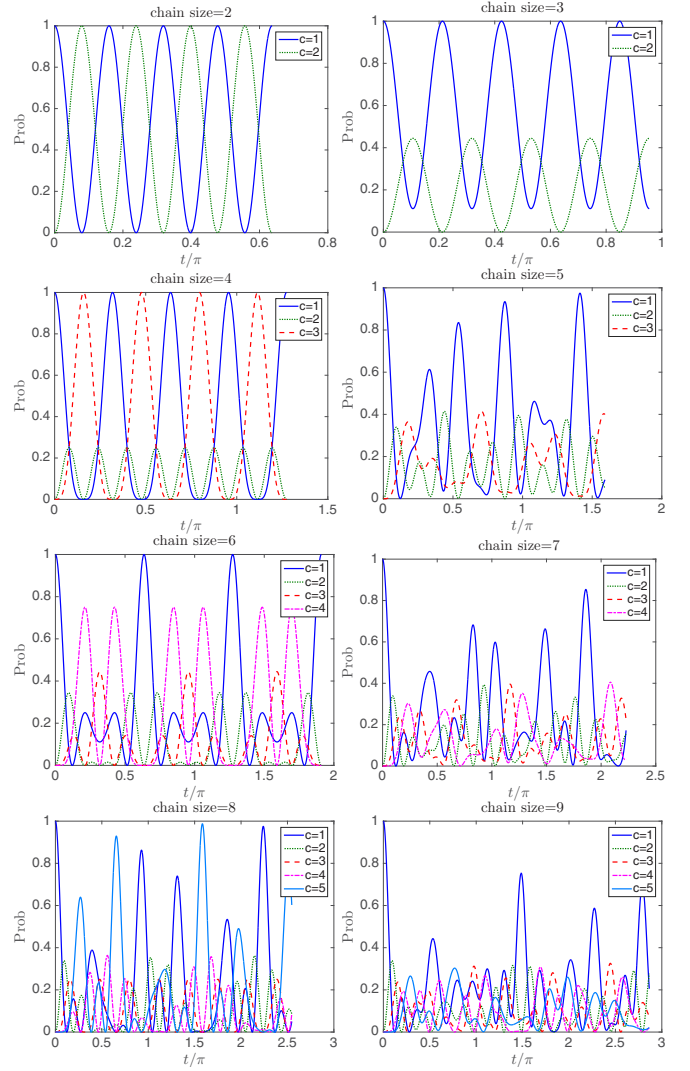 chain size=2
Prob
1
0.8
0.6
0.4
0.2
0
0 0.2 0.4 0.6 0.8
t/π
c=1
c=2
chain size=3
Prob
1
0.8
0.6
0.4
0.2
0
0 0.2 0.4 0.6 0.8 1
t/π
c=1
c=2
chain size=4
Prob
1
0.8
0.6
0.4
0.2
0
0 0.5 1 1.5
t/π
c=1
c=2
c=3
chain size=5
Prob
1
0.8
0.6
0.4
0.2
0
0 0.5 1 1.5 2
t/π
c=1
c=2
c=3
chain size=6
Prob
1
0.8
0.6
0.4
0.2
0
0 0.5 1 1.5 2
t/π
c=1
c=2
c=3
c=4
chain size=7
Prob
1
0.8
0.6
0.4
0.2
0
0 0.5 1 1.5 2 2.5
t/π
c=1
c=2
c=3
c=4
chain size=8
Prob
1
0.8
0.6
0.4
0.2
0
0 0.5 1 1.5 2 2.5 3
t/π
c=1
c=2
c=3
c=4
c=5
chain size=9
Prob
1
0.8
0.6
0.4
0.2
0
0 0.5 1 1.5 2 2.5 3
t/π
c=1
c=2
c=3
c=4
c=5